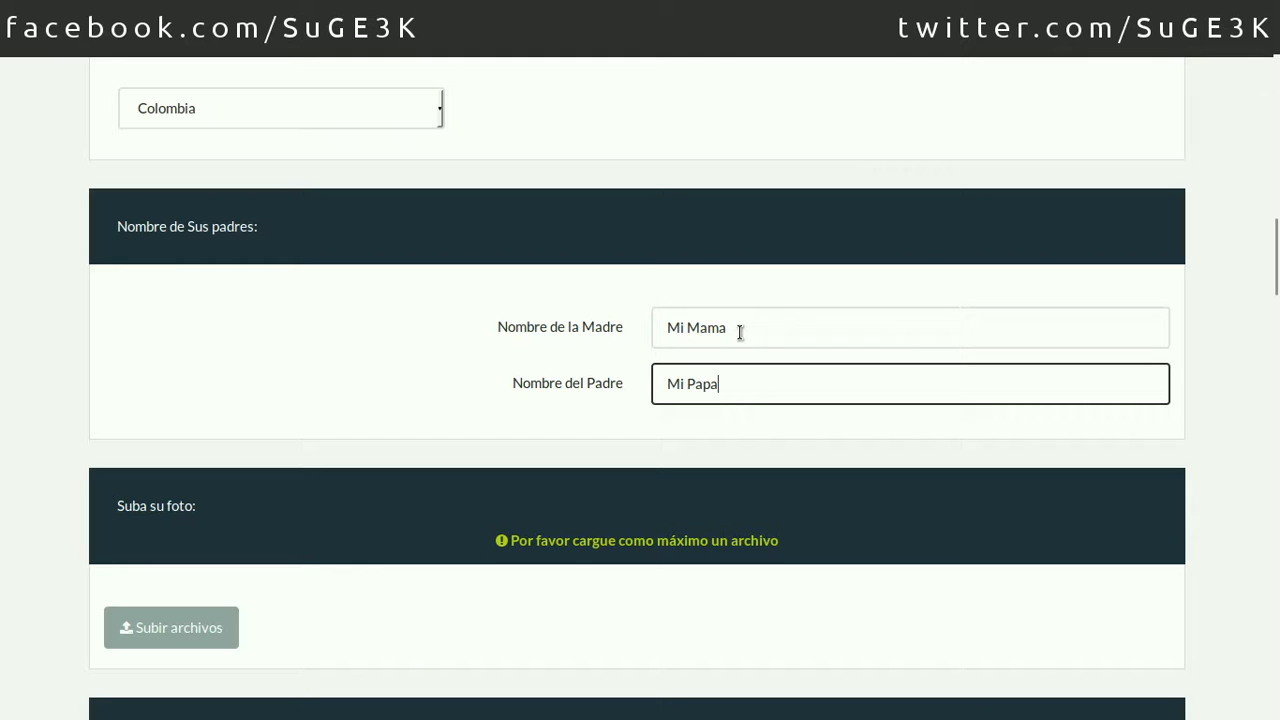 facebook.com/SuGE3K
twitter.com/SuGE3K
Colombia
Nombre de Sus padres:
Nombre de la Madre
Mi Mama
Nombre del Padre
Mi Papa
Suba su foto:
Por favor cargue como máximo un archivo
Subir archivos